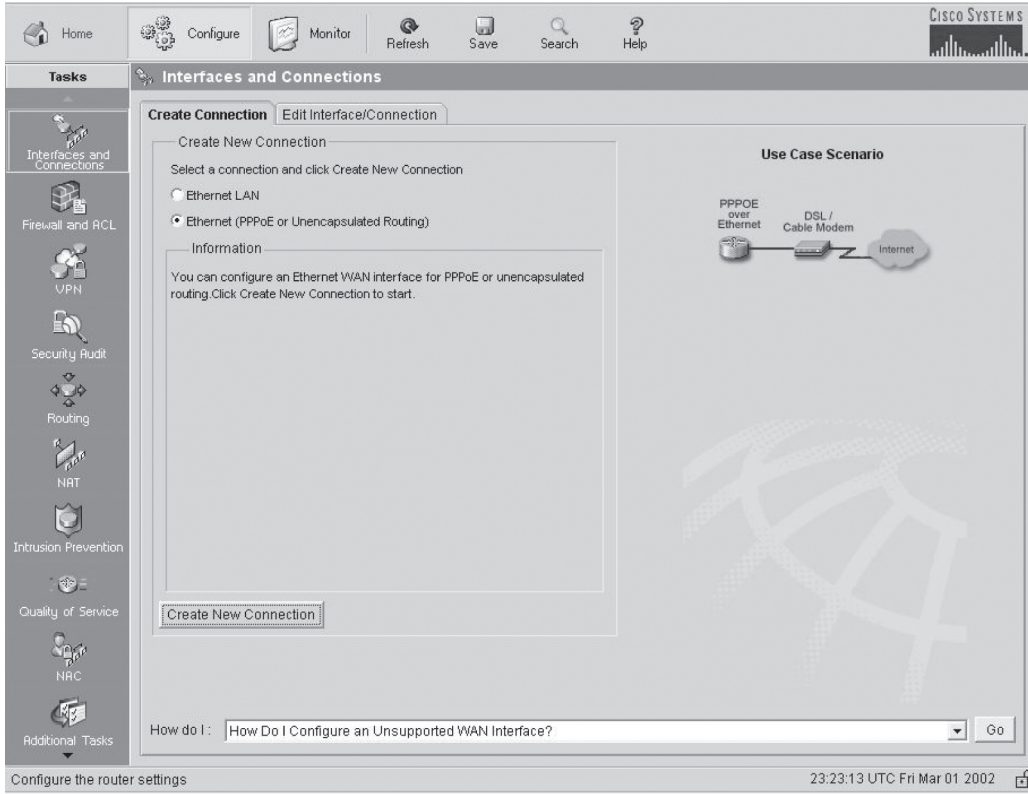 Home
Configure
Monitor
Refresh
Save
Search
Help
CISCO SYSTEMS
Tasks
Interfaces and Connections
Create Connection
Edit Interface/Connection
Interfaces and
Connections
Firewall and ACL
VPN
Security Audit
Routing
NAT
Intrusion Prevention
Quality of Service
NAC
Additional Tasks
Create New Connection
Select a connection and click Create New Connection
Ethernet LAN
Ethernet (PPPoE or Unencapsulated Routing)
Information
You can configure an Ethernet WAN interface for PPPoE or unencapsulated
routing.Click Create New Connection to start.
Create New Connection
Use Case Scenario
PPPOE
over
Ethernet
DSL /
Cable Modem
Internet
How do I :
How Do I Configure an Unsupported WAN Interface?
Go
Configure the router settings
23:23:13 UTC Fri Mar 01 2002